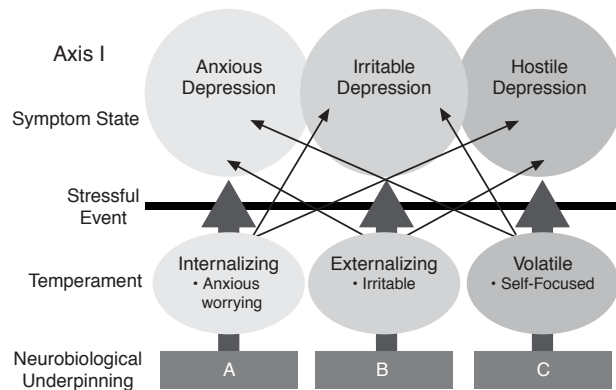 Axis I
Anxious
Depression
Irritable
Depression
Hostile
Depression
Symptom State
Stressful
Event
Temperament
Internalizing
• Anxious
worrying
Externalizing
• Irritable
Volatile
• Self-Focused
Neurobiological
Underpinning
A
B
C